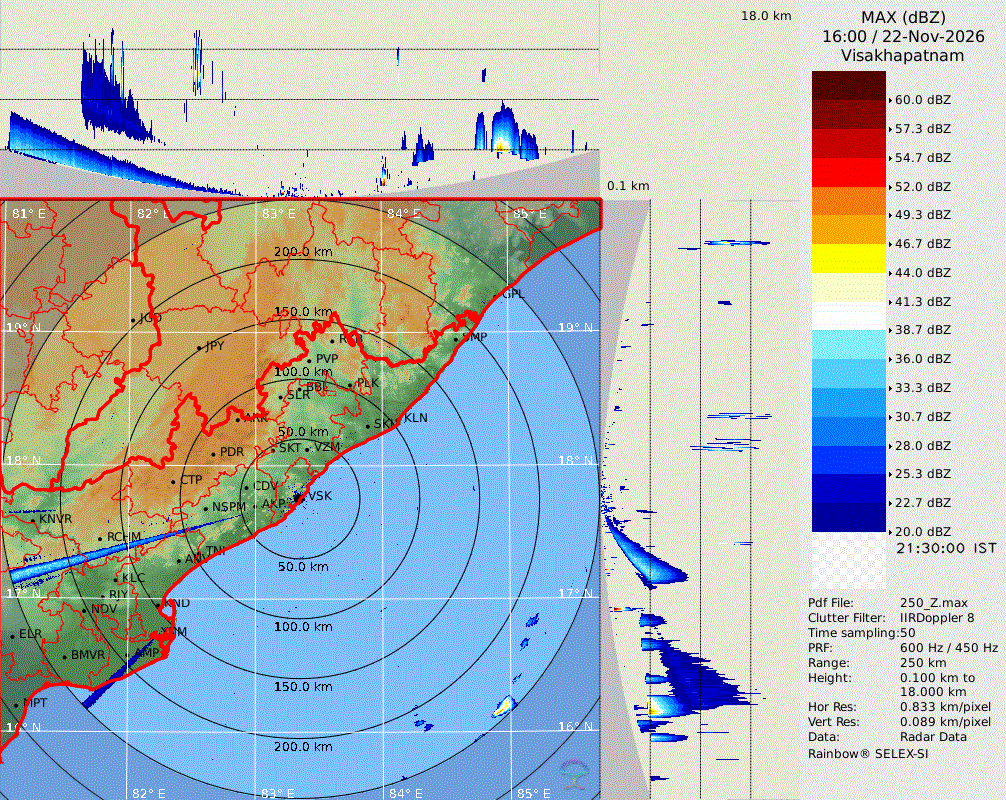 18.0 km
0.1 km
MAX (dBZ)
16:00 / 22-Nov-2026
Visakhapatnam
60.0 dBZ
57.3 dBZ
54.7 dBZ
52.0 dBZ
49.3 dBZ
46.7 dBZ
44.0 dBZ
41.3 dBZ
38.7 dBZ
36.0 dBZ
33.3 dBZ
30.7 dBZ
28.0 dBZ
25.3 dBZ
22.7 dBZ
20.0 dBZ
21:30:00 IST
Pdf File: 250_Z.max
Clutter Filter: IIRDoppler 8
Time sampling:50
PRF: 600 Hz / 450 Hz
Range: 250 km
Height: 0.100 km to
18.000 km
Hor Res: 0.833 km/pixel
Vert Res: 0.089 km/pixel
Data: Radar Data
Rainbow® SELEX-SI
81° E 82° E 83° E 84° E 85° E
200.0 km
GPL
150.0 km
JGD
19° N 19° N
JPY
PVP
100.0 km
PLK
SLR
KLN
50.0 km
SKT VZM
PDR
18° N 18° N
CTP
CDV
VSK
NSPM AKP
KNVR
RCHM
TNI
50.0 km
KLC
RJY
17° N 17° N
NDV
KND
100.0 km
ELR
BMVR AMP
150.0 km
MPT
16° N 16° N
200.0 km
82° E 83° E 84° E 85° E